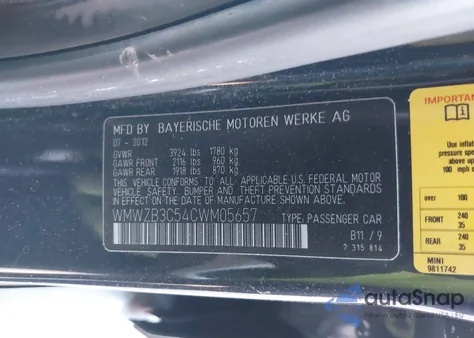 MFD BY BAYERISCHE MOTOREN WERKE AG
07 - 2012
GVWR 3924 lbs 1780 kg
GAWR FRONT 2116 lbs 960 kg
GAWR REAR 1918 lbs 870 kg
THIS CONFORMS TO ALL APPLICABLE U.S. FEDERAL MOTOR VEHICLE
SAFETY, BUMPER AND THEFT PREVENTION STANDARDS IN
EFFECT ON THE DATE OF MANUFACTURE SHOWN ABOVE.
WMWZB3C54CWM05657
TYPE: PASSENGER CAR
B11 / 9
7 315 814
IMPORTAN
pressure spe
over 100
FRONT 240 35
REAR 240 35
MINI
9811742
autoSnap